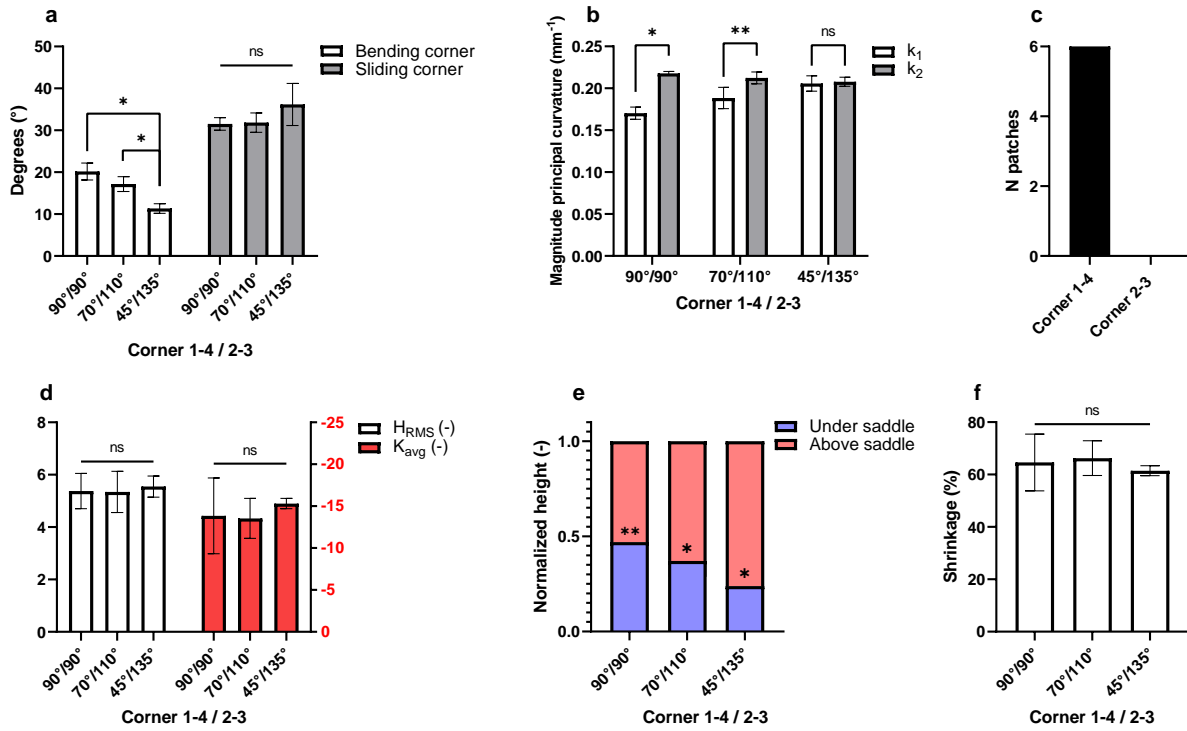 a
50
40
30
20
10
0
Degrees (°)
Bending corner
Sliding corner
*
*
ns
90°/90°
70°/110°
45°/135°
90°/90°
70°/110°
45°/135°
Corner 1-4 / 2-3
b
0.25
0.20
0.15
0.10
0.05
0.00
Magnitude principal curvature (mm⁻¹)
*
**
ns
k₁
k₂
90°/90°
70°/110°
45°/135°
Corner 1-4 / 2-3
c
6
4
2
0
N patches
Corner 1-4
Corner 2-3
d
8
6
4
2
0
ns
ns
-25
-20
-15
-10
-5
0
H_RMS (-)
K_avg (-)
90°/90°
70°/110°
45°/135°
90°/90°
70°/110°
45°/135°
Corner 1-4 / 2-3
e
1.0
0.5
0.0
Normalized height (-)
Under saddle
Above saddle
**
*
*
90°/90°
70°/110°
45°/135°
Corner 1-4 / 2-3
f
80
60
40
20
0
Shrinkage (%)
ns
90°/90°
70°/110°
45°/135°
Corner 1-4 / 2-3